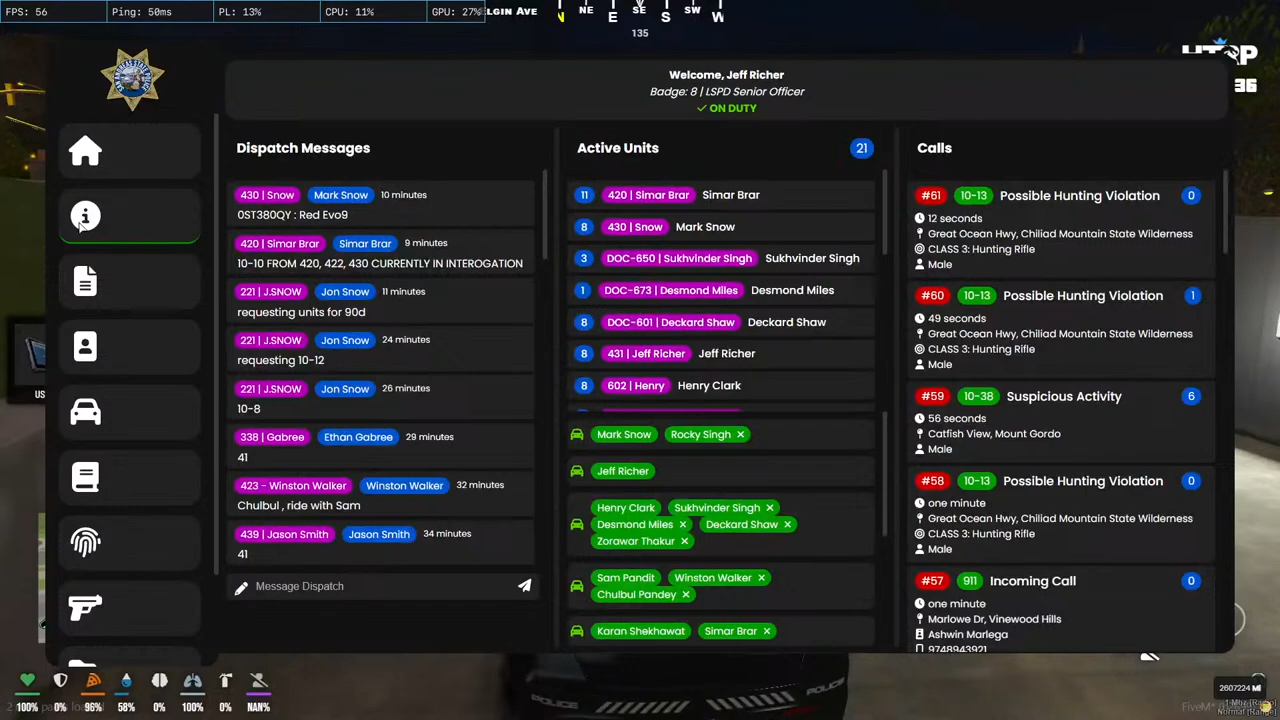 FPS: 56
Ping: 50ms
PL: 13%
CPU: 11%
GPU: 27%
LGIN AVE
N NE E SE S SW W
135
36
Welcome, Jeff Richer
Badge: 8 | LSPD Senior Officer
ON DUTY
Dispatch Messages
430 | Snow Mark Snow 10 minutes
0ST380QY : Red Evo9
420 | Simar Brar Simar Brar 9 minutes
10-10 FROM 420, 422, 430 CURRENTLY IN INTEROGATION
221 | J.SNOW Jon Snow 11 minutes
requesting units for 90d
221 | J.SNOW Jon Snow 24 minutes
requesting 10-12
221 | J.SNOW Jon Snow 26 minutes
10-8
338 | Gabree Ethan Gabree 29 minutes
41
423 - Winston Walker Winston Walker 32 minutes
Chulbul , ride with Sam
439 | Jason Smith Jason Smith 34 minutes
41
Message Dispatch
Active Units 21
11 420 | Simar Brar Simar Brar
8 430 | Snow Mark Snow
3 DOC-650 | Sukhvinder Singh Sukhvinder Singh
1 DOC-673 | Desmond Miles Desmond Miles
8 DOC-601 | Deckard Shaw Deckard Shaw
8 431 | Jeff Richer Jeff Richer
8 602 | Henry Henry Clark
Mark Snow Rocky Singh ×
Jeff Richer
Henry Clark Sukhvinder Singh ×
Desmond Miles × Deckard Shaw ×
Zorawar Thakur ×
Sam Pandit Winston Walker ×
Chulbul Pandey ×
Karan Shekhawat Simar Brar ×
Calls
#61 10-13 Possible Hunting Violation 0
12 seconds
Great Ocean Hwy, Chiliad Mountain State Wilderness
CLASS 3: Hunting Rifle
Male
#60 10-13 Possible Hunting Violation 1
49 seconds
Great Ocean Hwy, Chiliad Mountain State Wilderness
CLASS 3: Hunting Rifle
Male
#59 10-38 Suspicious Activity 6
56 seconds
Catfish View, Mount Gordo
Male
#58 10-13 Possible Hunting Violation 0
one minute
Great Ocean Hwy, Chiliad Mountain State Wilderness
CLASS 3: Hunting Rifle
Male
#57 911 Incoming Call 0
one minute
Marlowe Dr, Vinewood Hills
Ashwin Marlega
9748943921
US
POLICE
100% 0% 96% 58% 0% 100% 0% NAN%
2607224 MI